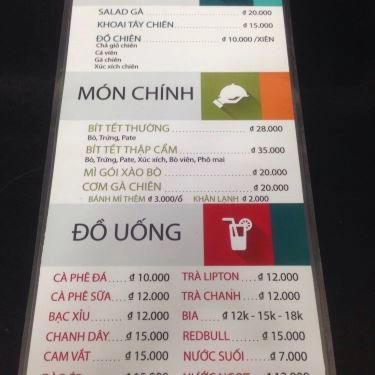 SALAD GÀ ₫ 20.000
KHOAI TÂY CHIÊN ₫ 15.000
ĐỒ CHIÊN ₫ 10.000 /XIÊN
Chả giò chiên
Cá viên
Gà chiên
Xúc xích chiên
MÓN CHÍNH
BÍT TẾT THƯỜNG ₫ 28.000
Bò, Trứng, Pate
BÍT TẾT THẬP CẨM ₫ 35.000
Bò, Trứng, Pate, Xúc xích, Bò viên, Phô mai
MÌ GÓI XÀO BÒ ₫ 20.000
CƠM GÀ CHIÊN ₫ 20.000
BÁNH MÌ THÊM ₫ 3.000/Ổ KHĂN LẠNH ₫ 2.000
ĐỒ UỐNG
CÀ PHÊ ĐÁ ₫ 10.000 TRÀ LIPTON ₫ 12.000
CÀ PHÊ SỮA ₫ 12.000 TRÀ CHANH ₫ 12.000
BẠC XỈU ₫ 12.000 BIA ₫ 12k - 15k - 18k
CHANH DÂY ₫ 15.000 REDBULL ₫ 15.000
CAM VẮT ₫ 15.000 NƯỚC SUỐI ₫ 7.000